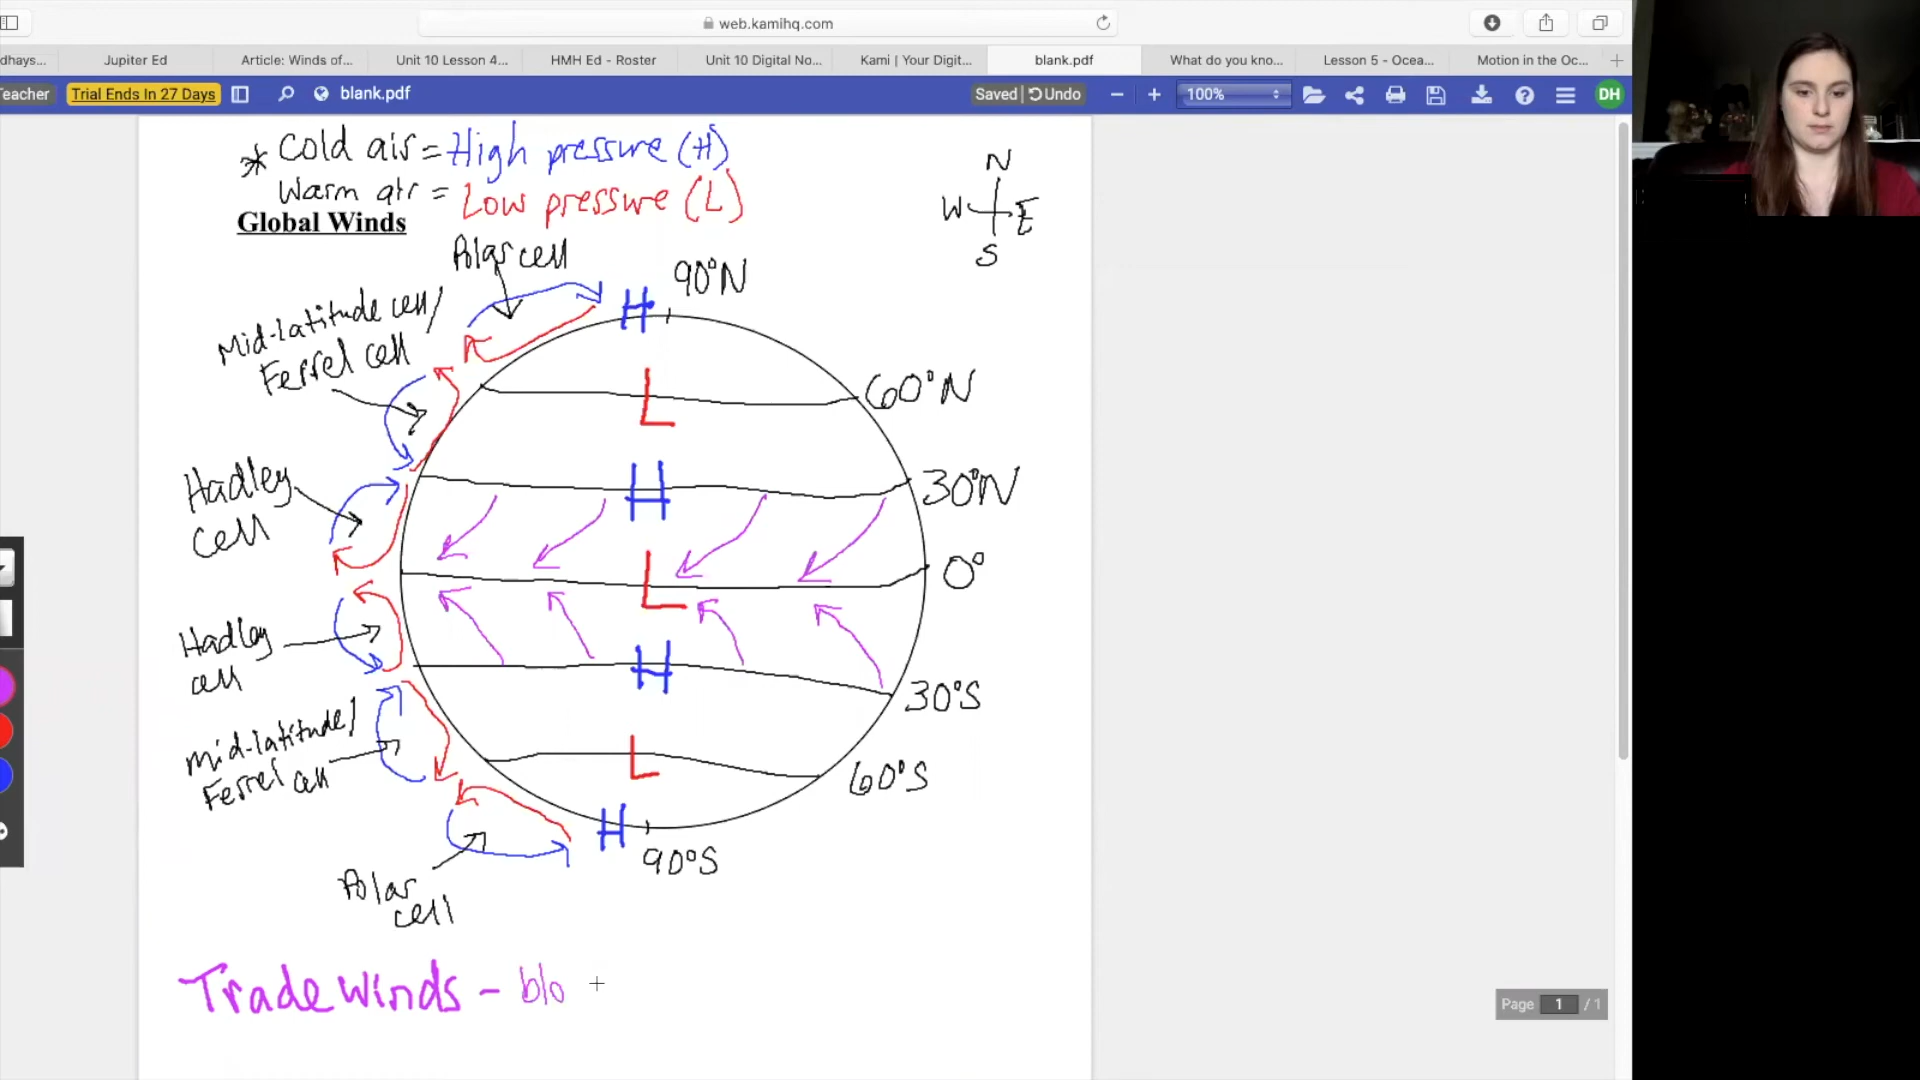 web.kamihq.com
dhays...
Jupiter Ed
Article: Winds of...
Unit 10 Lesson 4...
HMH Ed - Roster
Unit 10 Digital No...
Kami | Your Digit...
blank.pdf
What do you kno...
Lesson 5 - Ocea...
Motion in the Oc...
Teacher
Trial Ends In 27 Days
blank.pdf
Saved
Undo
100%
DH
* Cold air = High pressure (H)
Warm air = Low pressure (L)
Global Winds
N
W E
S
Polar cell
90°N
H
Mid-latitude cell/
Ferrel cell
L
60°N
Hadley
cell
H
30°N
L
0°
Hadley
cell
H
30°S
mid-latitude/
Ferrel cell
L
60°S
H
90°S
Polar
cell
Trade winds - blo
Page 1 / 1